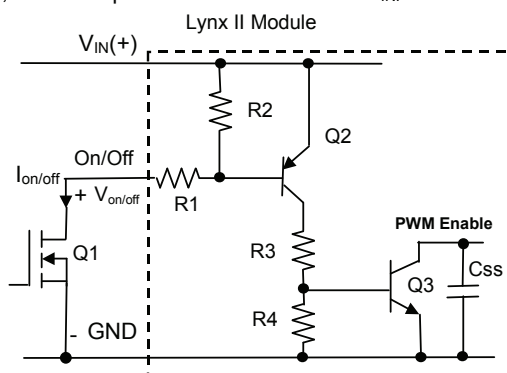 Lynx II Module
VIN(+)
R2
Q2
On/Off
Ion/off
+ Von/off
R1
PWM Enable
R3
Q1
Css
Q3
R4
- GND